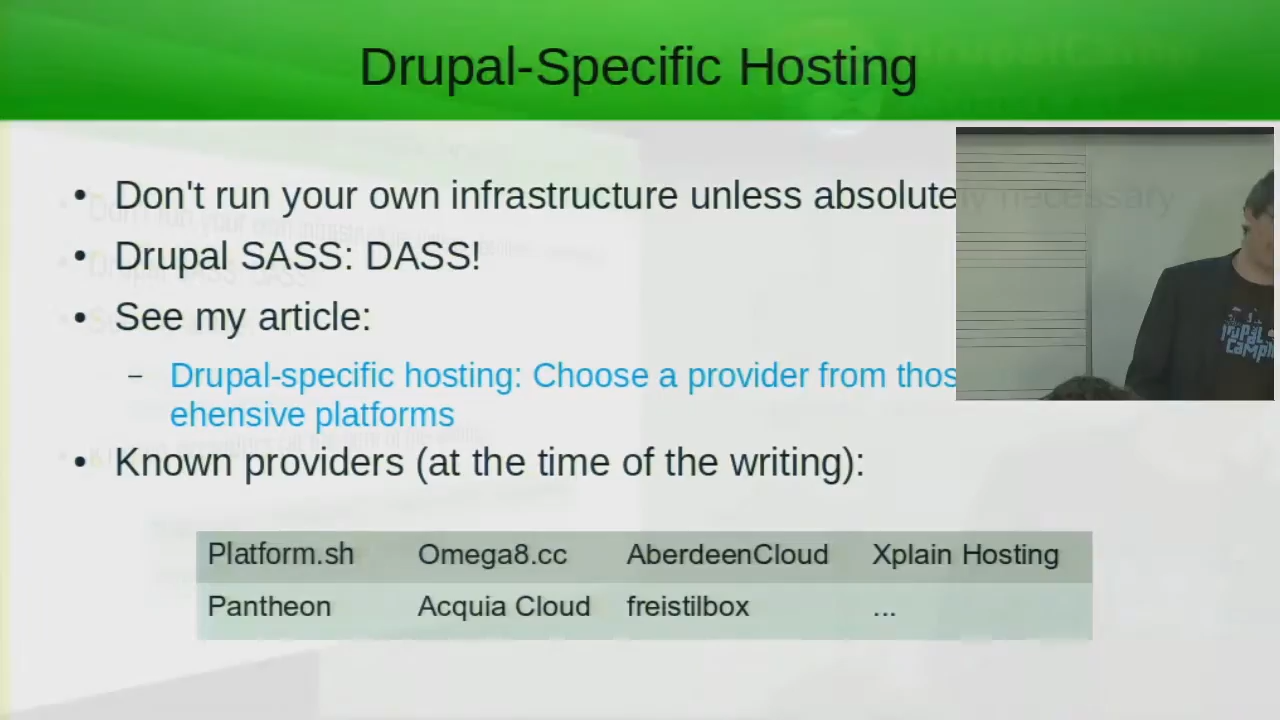 Drupal-Specific Hosting
• Don't run your own infrastructure unless absolutely necessary
• Drupal SASS: DASS!
• See my article:
– Drupal-specific hosting: Choose a provider from thos
ehensive platforms
• Known providers (at the time of the writing):
Platform.sh Omega8.cc AberdeenCloud Xplain Hosting
Pantheon Acquia Cloud freistilbox ...